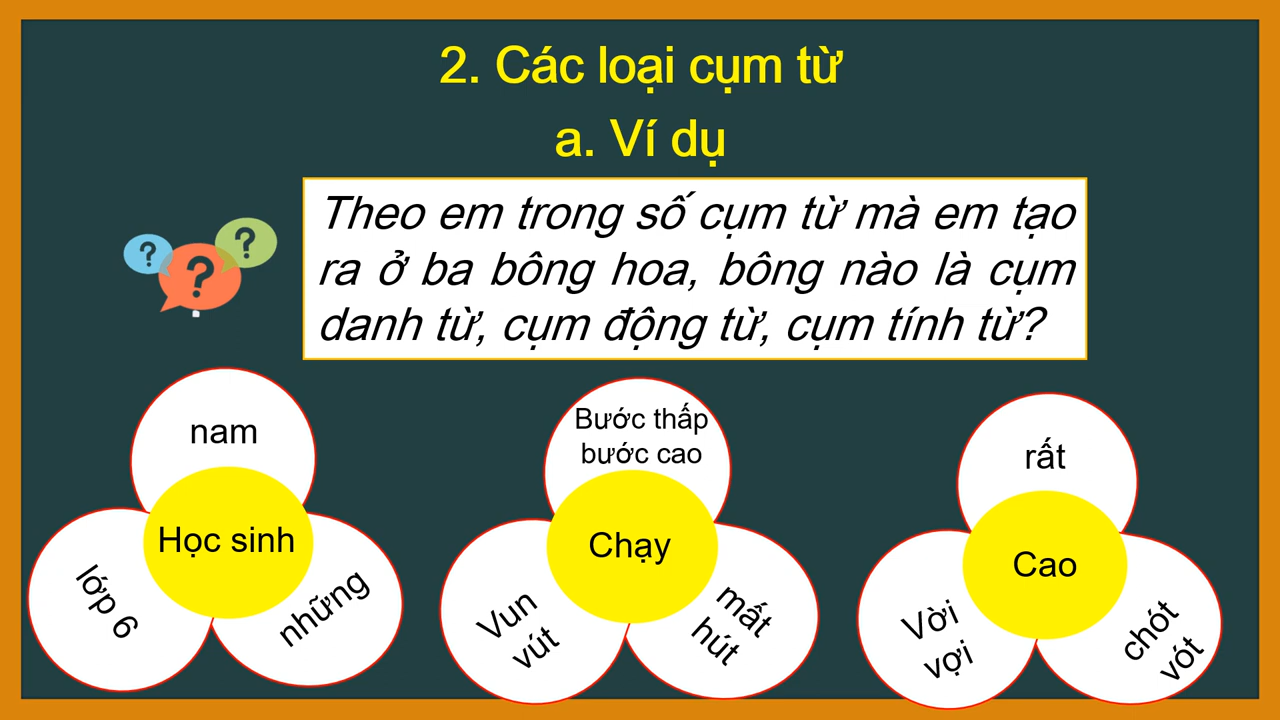 2. Các loại cụm từ
a. Ví dụ
? ? ?
Theo em trong số cụm từ mà em tạo
ra ở ba bông hoa, bông nào là cụm
danh từ, cụm động từ, cụm tính từ?
nam
Học sinh
lớp 6
những
Bước thấp
bước cao
Chạy
Vun
vút
mất
hút
rất
Cao
Vời
vợi
chót
vót